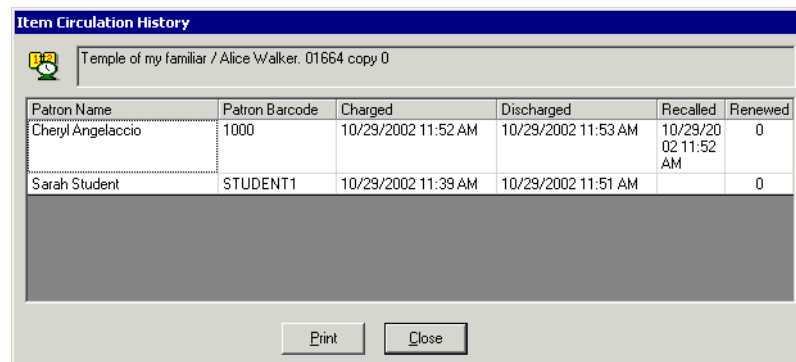 Item Circulation History
Temple of my familiar / Alice Walker. 01664 copy 0
Patron Name Patron Barcode Charged Discharged Recalled Renewed
Cheryl Angelaccio 1000 10/29/2002 11:52 AM 10/29/2002 11:53 AM 10/29/20 0
02 11:52
AM
Sarah Student STUDENT1 10/29/2002 11:39 AM 10/29/2002 11:51 AM 0
Print Close